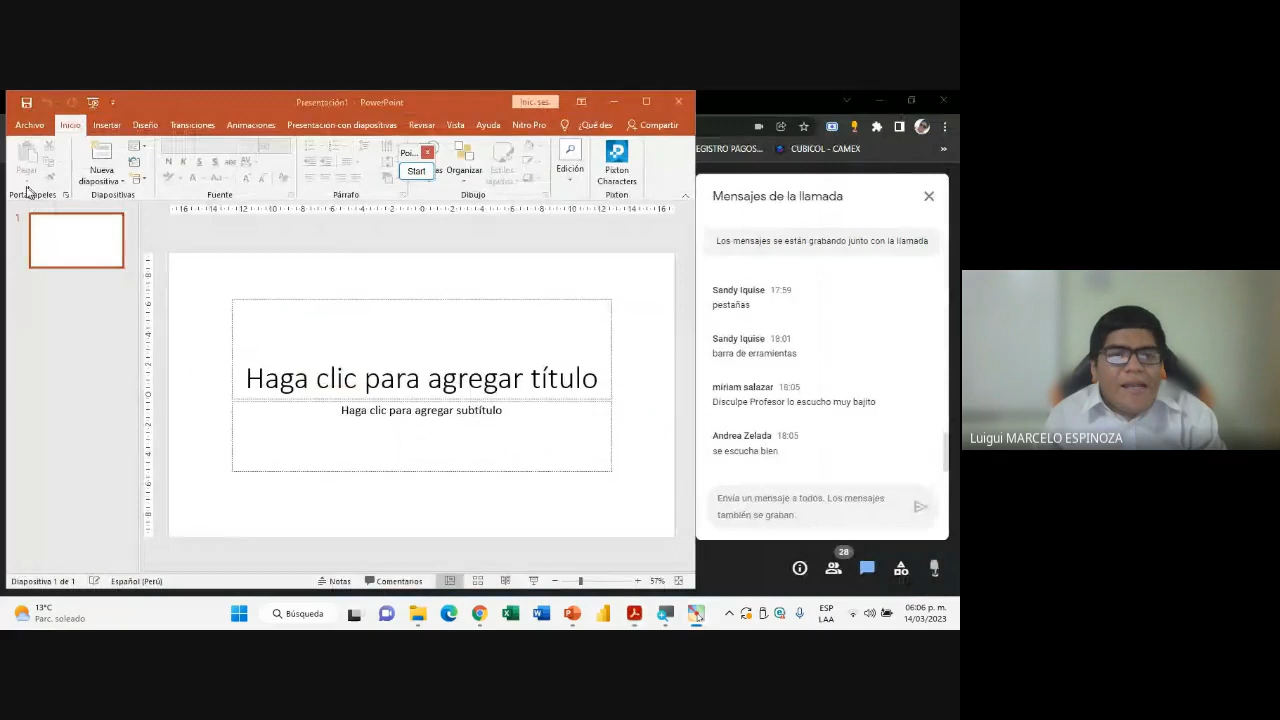 Presentación1 - PowerPoint
Inic. ses.
Archivo Inicio Insertar Diseño Transiciones Animaciones Presentación con diapositivas Revisar Vista Ayuda Nitro Pro ¿Qué des Compartir
Pegar
Nueva
diapositiva
Poi...
Start
Organizar
Estilos
Edición
Pixton
Characters
Portapapeles Diapositivas Fuente Párrafo Dibujo Pixton
1
Haga clic para agregar título
Haga clic para agregar subtítulo
Diapositiva 1 de 1 Español (Perú) Notas Comentarios 57%
EGISTRO PAGOS... CUBICOL - CAMEX »
Mensajes de la llamada
Los mensajes se están grabando junto con la llamada
Sandy Iquise 17:59
pestañas
Sandy Iquise 18:01
barra de erramientas
miriam salazar 18:05
Disculpe Profesor lo escucho muy bajito
Andrea Zelada 18:05
se escucha bien
Envía un mensaje a todos. Los mensajes
también se graban.
28
Luigui MARCELO ESPINOZA
13°C
Parc. soleado
Búsqueda
ESP
LAA
06:06 p. m.
14/03/2023